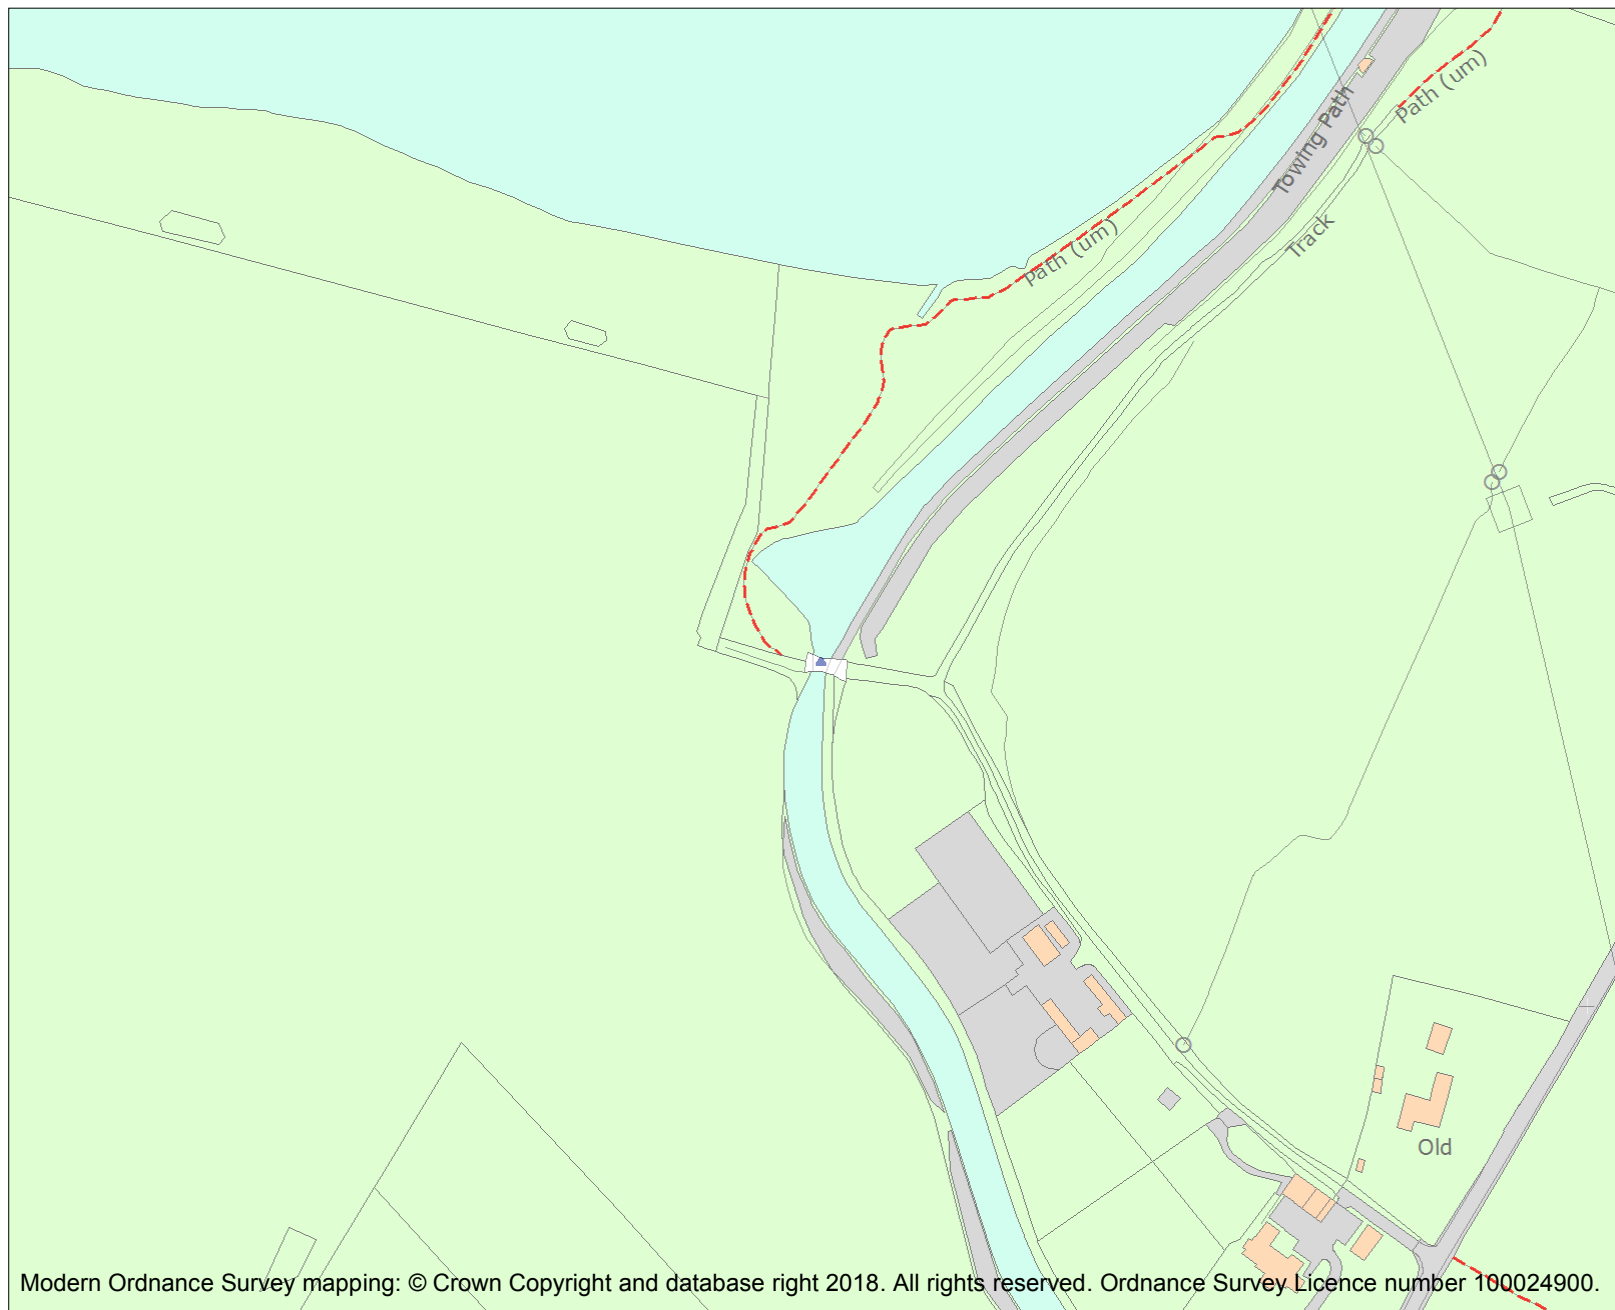 Path (um)
Towing Path
Track
Path (um)
Old
Modern Ordnance Survey mapping: © Crown Copyright and database right 2018. All rights reserved. Ordnance Survey Licence number 100024900.